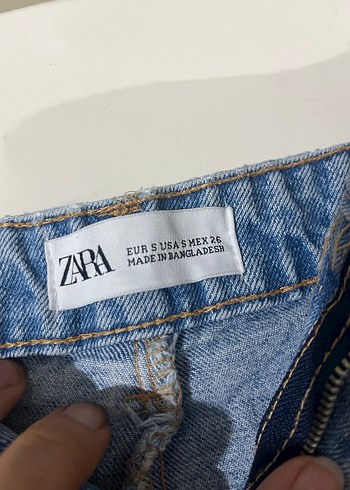 ZARA
EUR S USA S MEX 26
MADE IN BANGLADESH